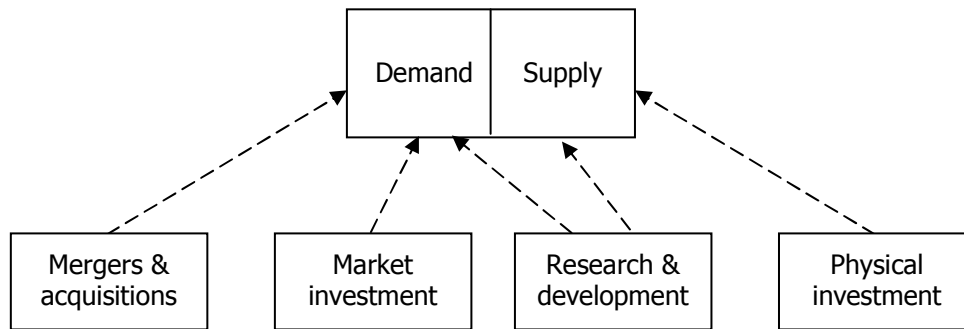 Demand
Supply
Mergers &
acquisitions
Market
investment
Research &
development
Physical
investment